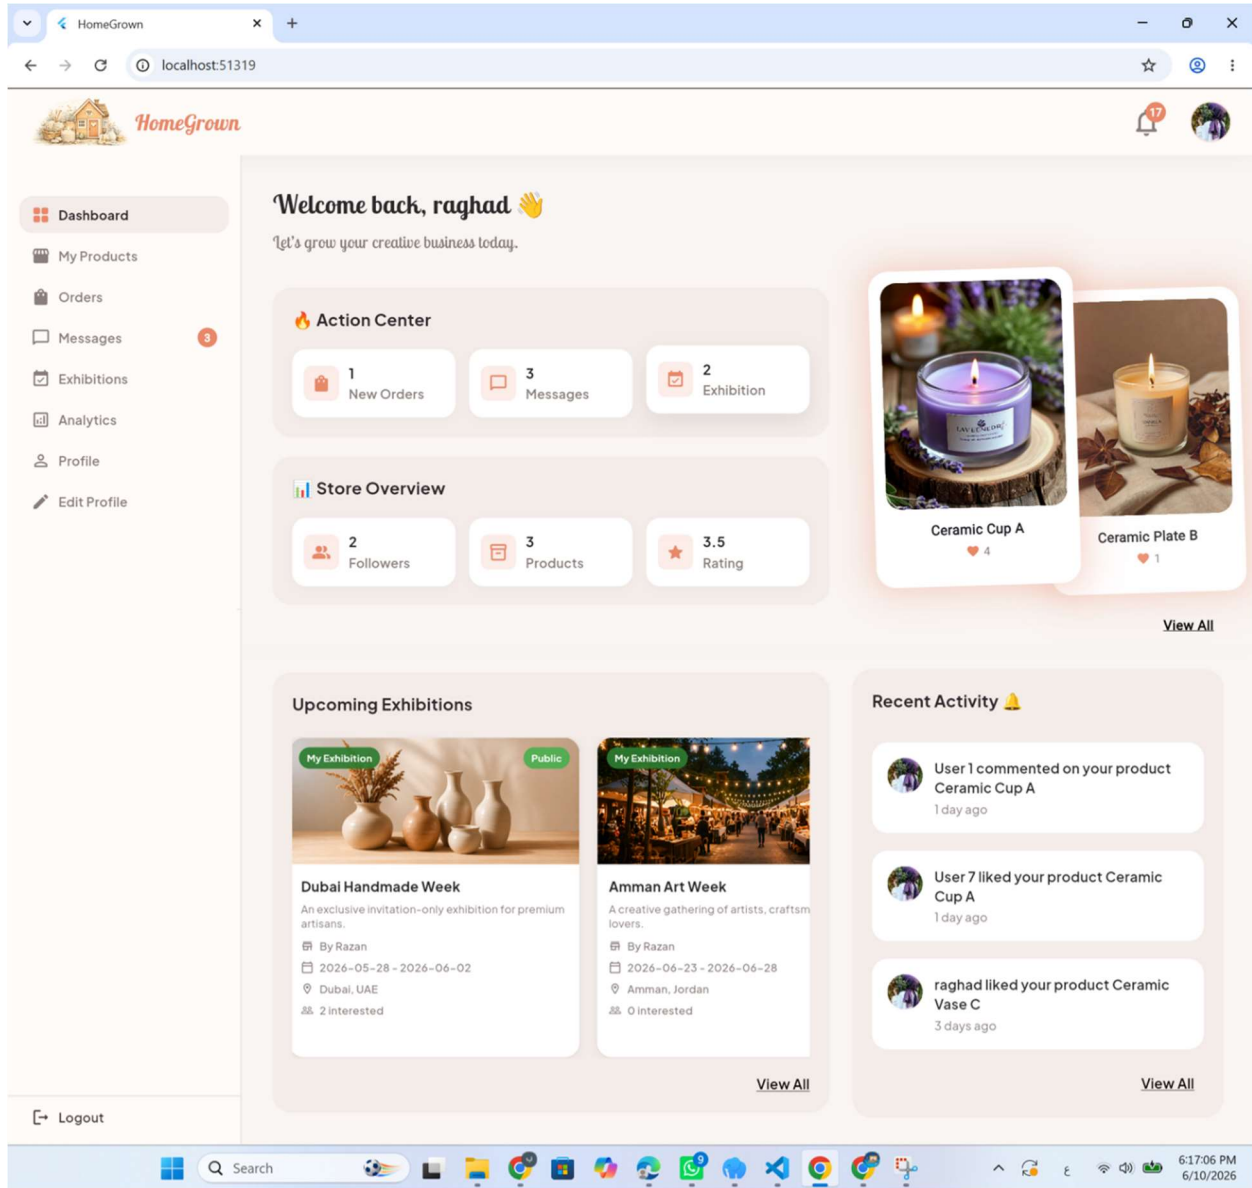 HomeGrown
localhost:51319
HomeGrown
17
Dashboard
My Products
Orders
Messages
3
Exhibitions
Analytics
Profile
Edit Profile
Logout
Welcome back, raghad 👋
Let's grow your creative business today.
🔥 Action Center
1
New Orders
3
Messages
2
Exhibition
📊 Store Overview
2
Followers
3
Products
3.5
Rating
Ceramic Cup A
4
Ceramic Plate B
1
View All
Upcoming Exhibitions
My Exhibition
Public
Dubai Handmade Week
An exclusive invitation-only exhibition for premium
artisans.
By Razan
2026-05-28 - 2026-06-02
Dubai, UAE
2 interested
My Exhibition
Amman Art Week
A creative gathering of artists, craftsm
lovers.
By Razan
2026-06-23 - 2026-06-28
Amman, Jordan
0 interested
View All
Recent Activity 🔔
User 1 commented on your product
Ceramic Cup A
1 day ago
User 7 liked your product Ceramic
Cup A
1 day ago
raghad liked your product Ceramic
Vase C
3 days ago
View All
Search
9
ع
6:17:06 PM
6/10/2026